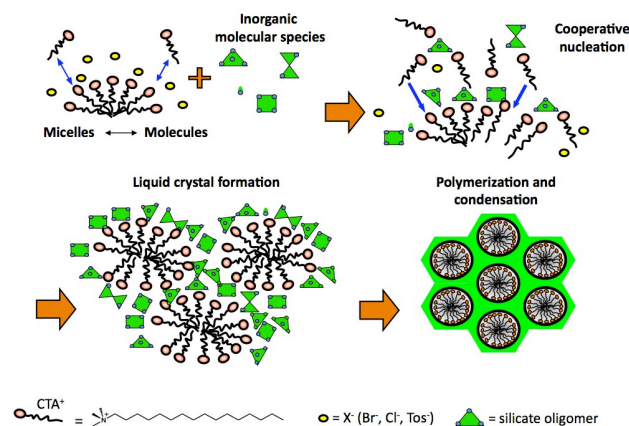 Inorganic
molecular species
Cooperative
nucleation
Micelles ↔ Molecules
Liquid crystal formation
Polymerization and
condensation
CTA⁺ =
N⁺
= X⁻ (Br⁻, Cl⁻, Tos⁻)
= silicate oligomer